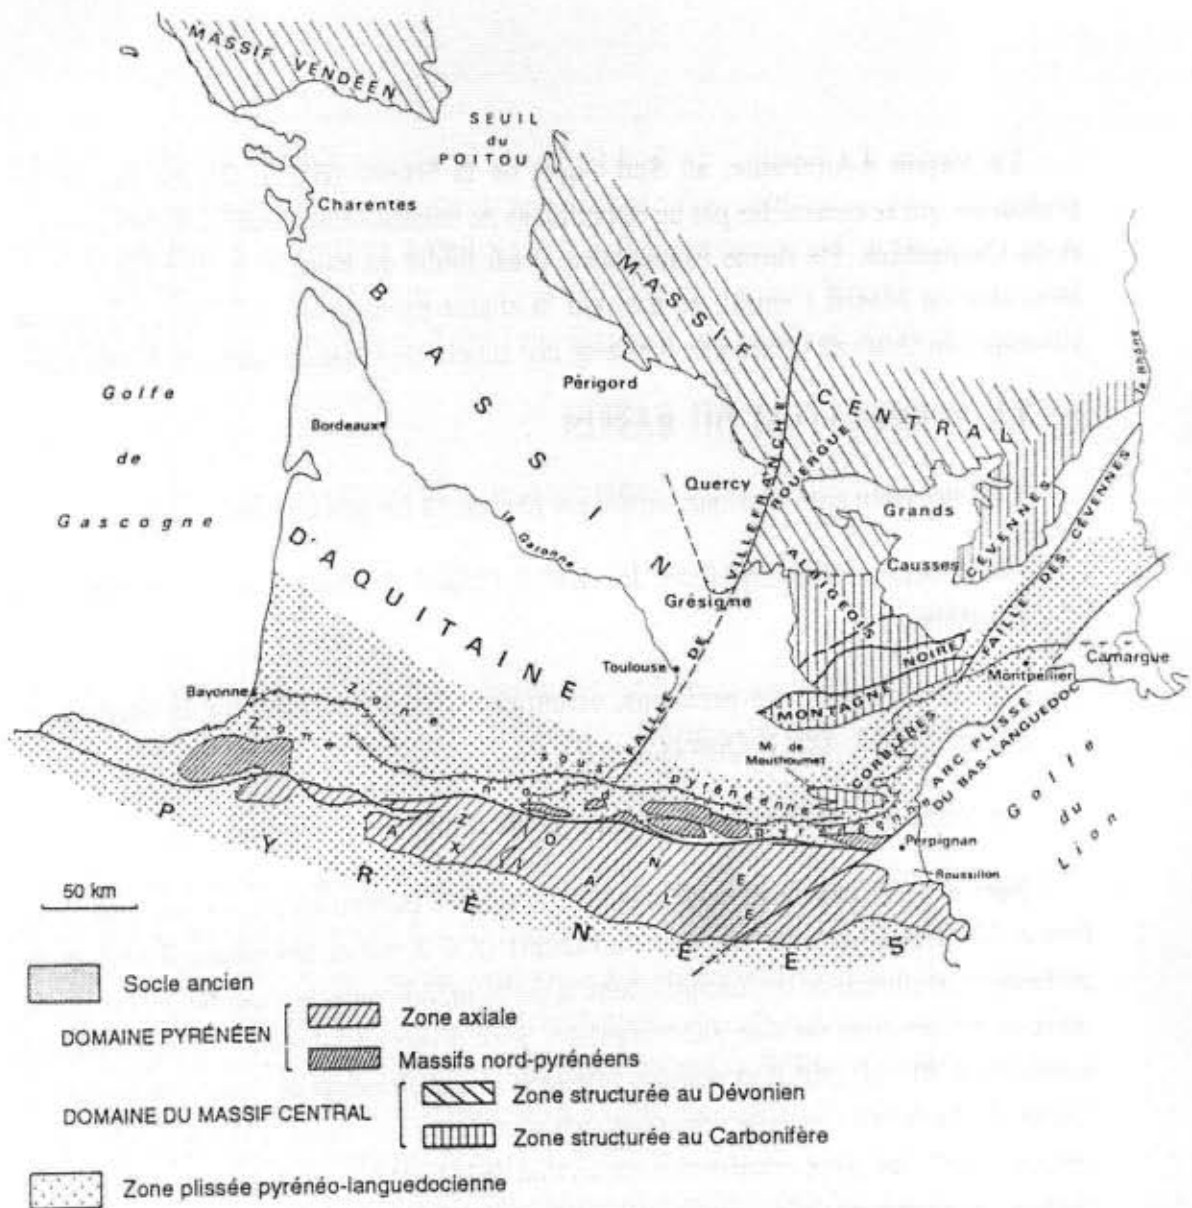 MASSIF VENDÉEN
SEUIL
du
POITOU
Charentes
MASSIF CENTRAL
le Rhône
BASSIN
Périgord
Golfe
de
Gascogne
Bordeaux
Quercy
ROUERGUE
Grands
Causses
CÉVENNES
FAILLE DES CÉVENNES
la Garonne
D'AQUITAINE
ALBIGEOIS
Grésigne
FAILLE DE VILLEFRANCHE
Toulouse
NOIRE
MONTAGNE
Montpellier
Camargue
Bayonne
Zone
sous
pyrénéenne
Zone
nord
pyrénéenne
M. de
Mouthoumet
CORBIÈRES
ARC PLISSÉ
DU BAS-LANGUEDOC
Golfe
du
Lion
Perpignan
Roussillon
ZONE
AXIALE
PYRÉNÉES
50 km
Socle ancien
DOMAINE PYRÉNÉEN
Zone axiale
Massifs nord-pyrénéens
DOMAINE DU MASSIF CENTRAL
Zone structurée au Dévonien
Zone structurée au Carbonifère
Zone plissée pyrénéo-languedocienne